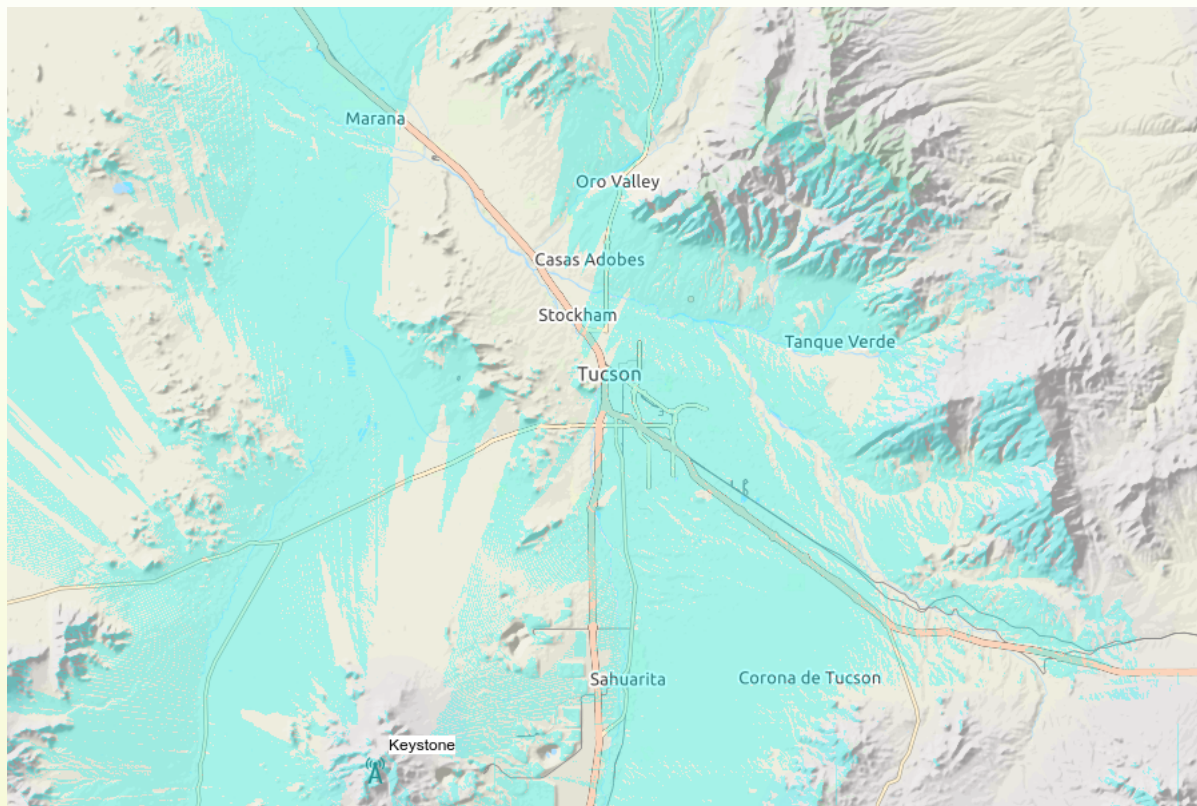 Marana
Oro Valley
Casas Adobes
Stockham
Tanque Verde
Tucson
Sahuarita
Corona de Tucson
Keystone